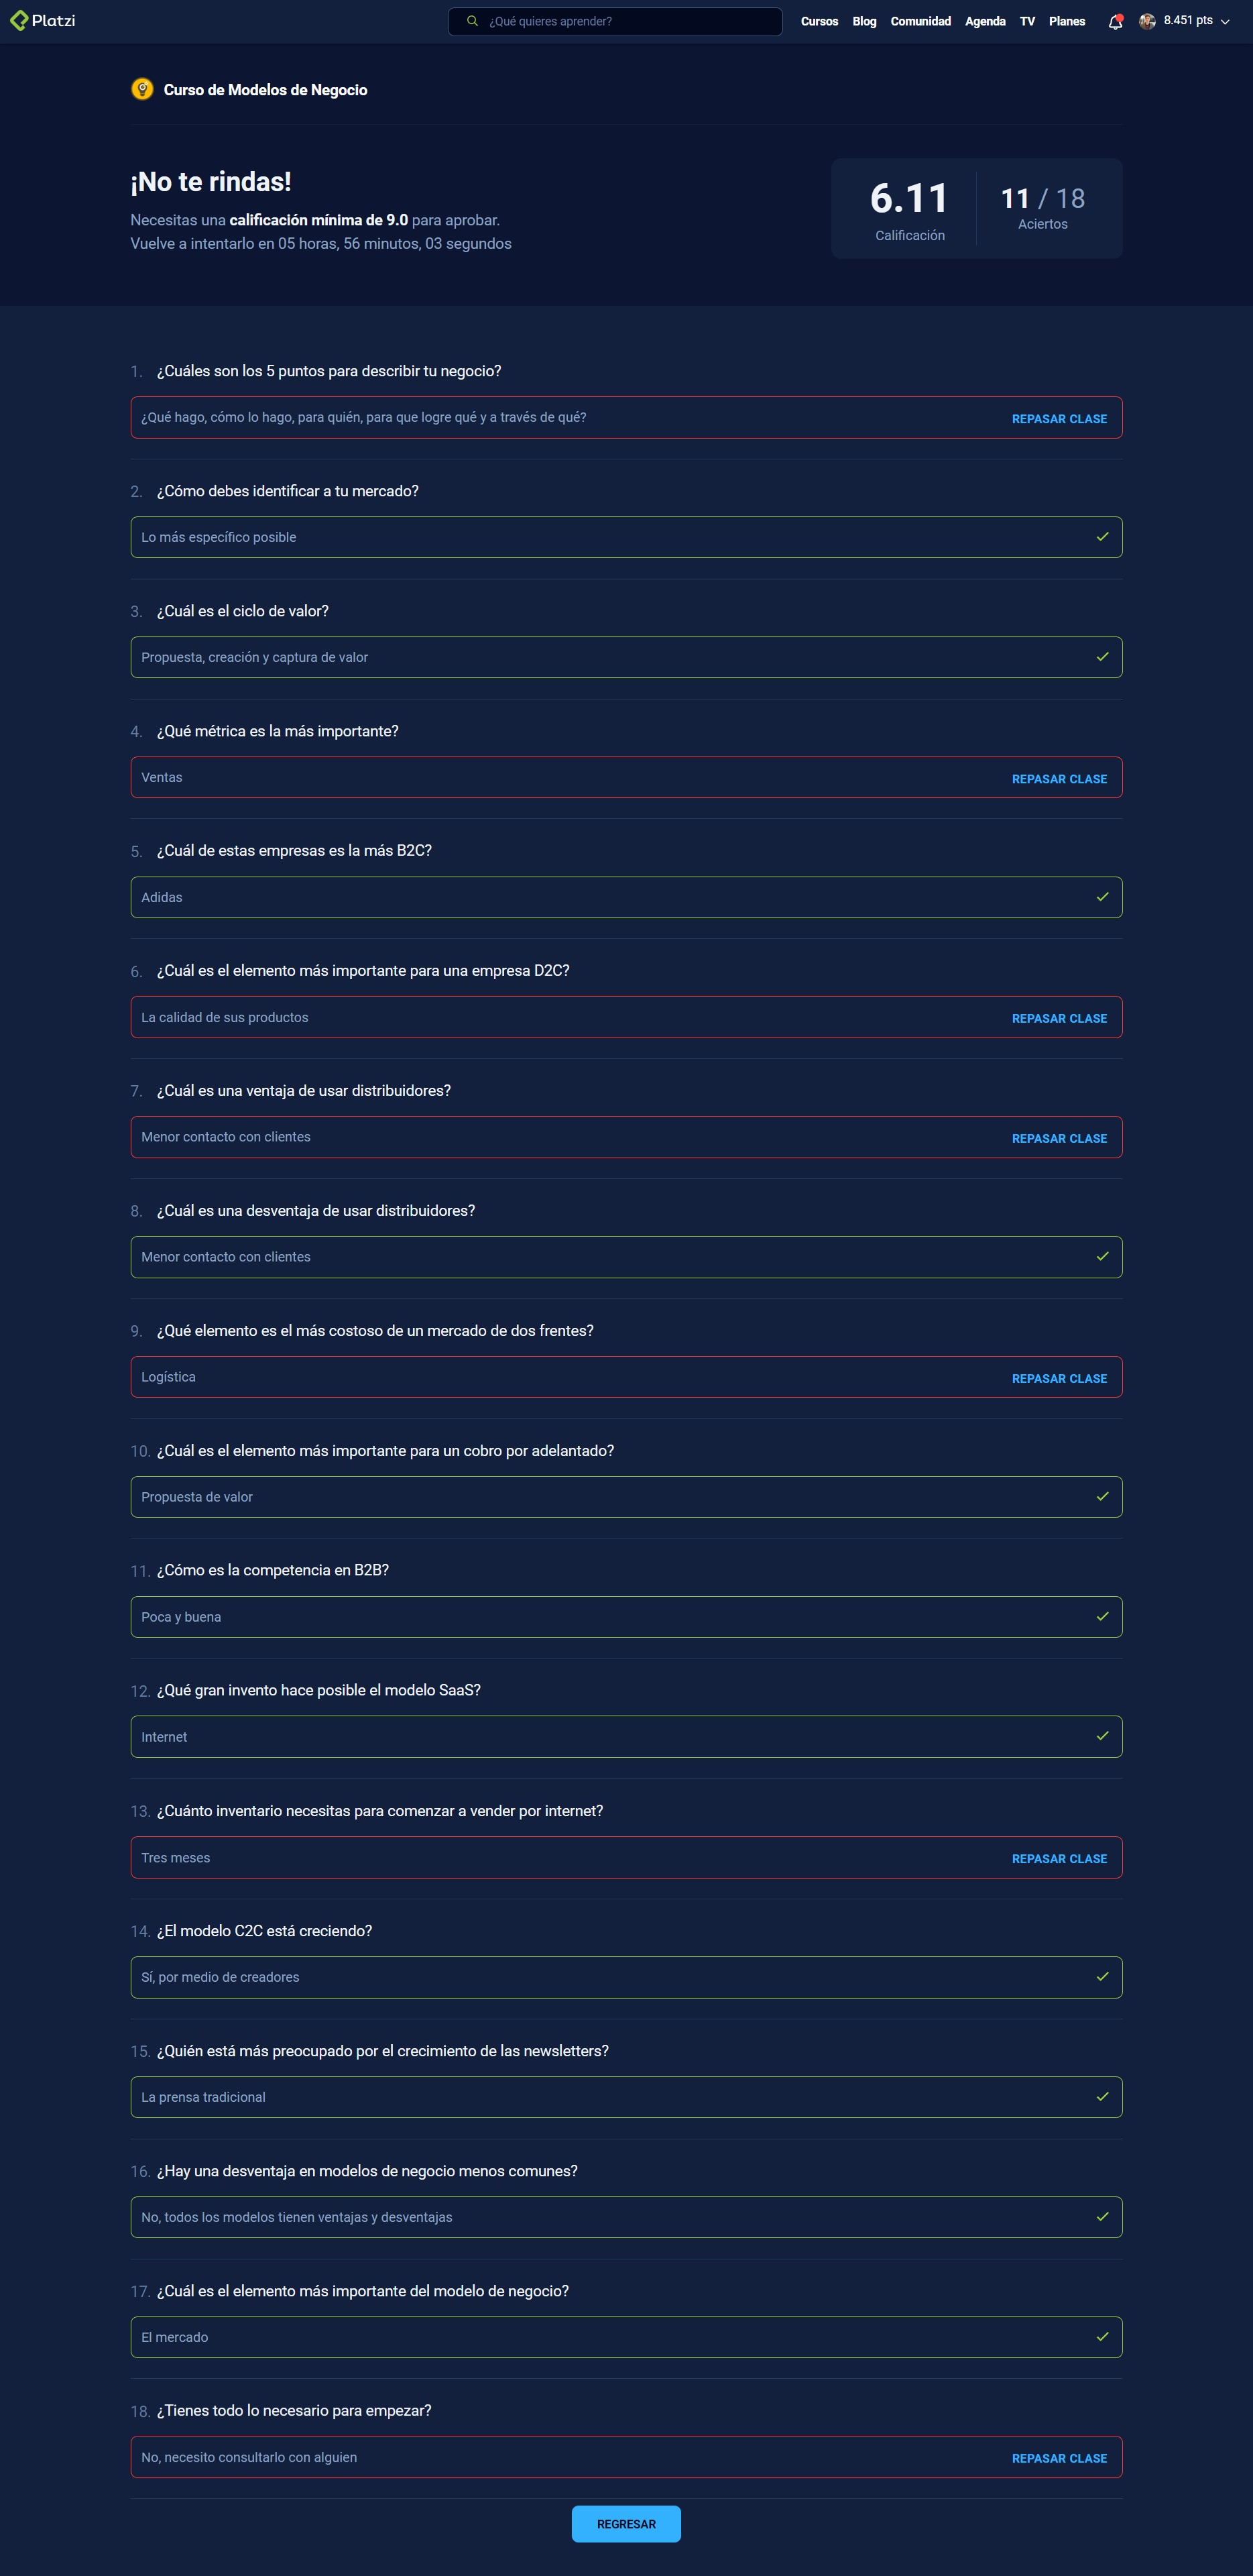 Platzi
¿Qué quieres aprender?
Cursos Blog Comunidad Agenda TV Planes 8.451 pts
Curso de Modelos de Negocio
¡No te rindas!
Necesitas una calificación mínima de 9.0 para aprobar.
Vuelve a intentarlo en 05 horas, 56 minutos, 03 segundos
6.11
Calificación
11 / 18
Aciertos
1. ¿Cuáles son los 5 puntos para describir tu negocio?
¿Qué hago, cómo lo hago, para quién, para que logre qué y a través de qué? REPASAR CLASE
2. ¿Cómo debes identificar a tu mercado?
Lo más específico posible
3. ¿Cuál es el ciclo de valor?
Propuesta, creación y captura de valor
4. ¿Qué métrica es la más importante?
Ventas REPASAR CLASE
5. ¿Cuál de estas empresas es la más B2C?
Adidas
6. ¿Cuál es el elemento más importante para una empresa D2C?
La calidad de sus productos REPASAR CLASE
7. ¿Cuál es una ventaja de usar distribuidores?
Menor contacto con clientes REPASAR CLASE
8. ¿Cuál es una desventaja de usar distribuidores?
Menor contacto con clientes
9. ¿Qué elemento es el más costoso de un mercado de dos frentes?
Logística REPASAR CLASE
10. ¿Cuál es el elemento más importante para un cobro por adelantado?
Propuesta de valor
11. ¿Cómo es la competencia en B2B?
Poca y buena
12. ¿Qué gran invento hace posible el modelo SaaS?
Internet
13. ¿Cuánto inventario necesitas para comenzar a vender por internet?
Tres meses REPASAR CLASE
14. ¿El modelo C2C está creciendo?
Sí, por medio de creadores
15. ¿Quién está más preocupado por el crecimiento de las newsletters?
La prensa tradicional
16. ¿Hay una desventaja en modelos de negocio menos comunes?
No, todos los modelos tienen ventajas y desventajas
17. ¿Cuál es el elemento más importante del modelo de negocio?
El mercado
18. ¿Tienes todo lo necesario para empezar?
No, necesito consultarlo con alguien REPASAR CLASE
REGRESAR